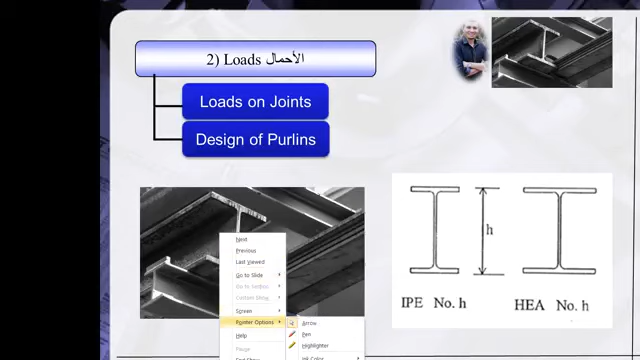 2) Loads الأحمال
Loads on Joints
Design of Purlins
h
IPE No. h
HEA No. h
Next
Previous
Last Viewed
Go to Slide
Go to Section
Custom Show
Screen
Pointer Options
Help
Pause
End Show
Arrow
Pen
Highlighter
Ink Color